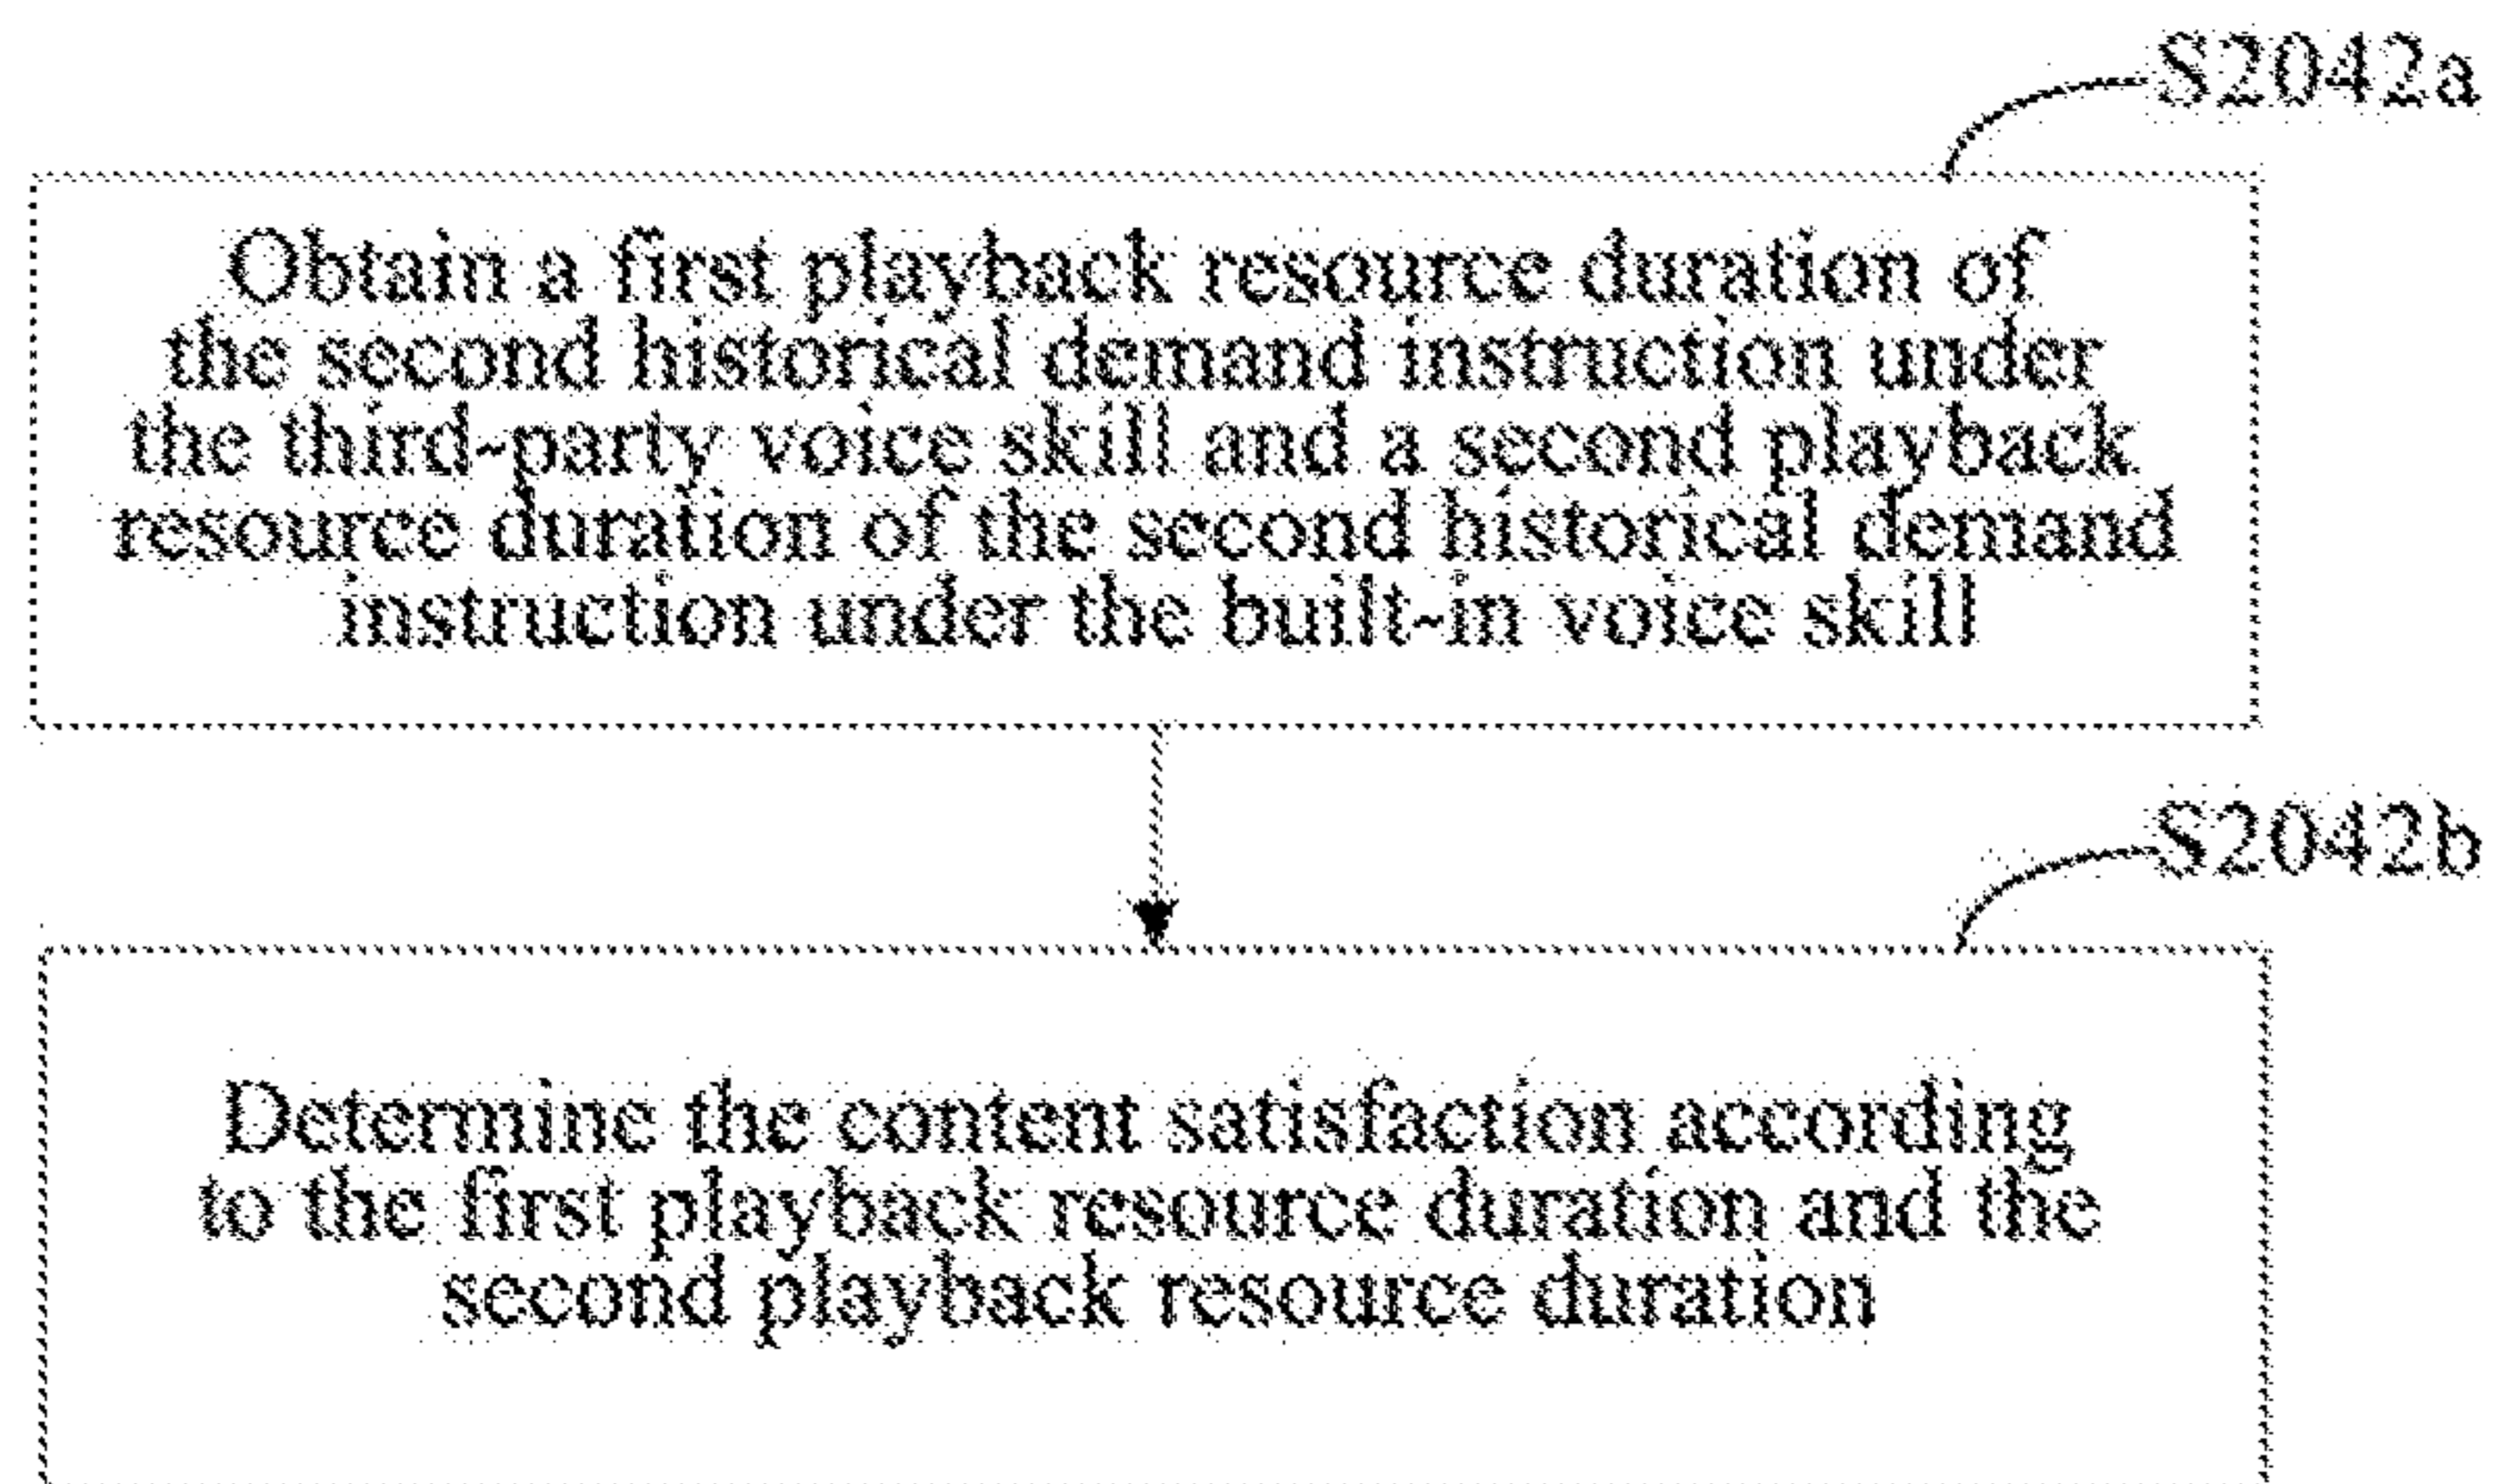 S2042a
Obtain a first playback resource duration of
the second historical demand instruction under
the third-party voice skill and a second playback
resource duration of the second historical demand
instruction under the built-in voice skill
S2042b
Determine the content satisfaction according
to the first playback resource duration and the
second playback resource duration